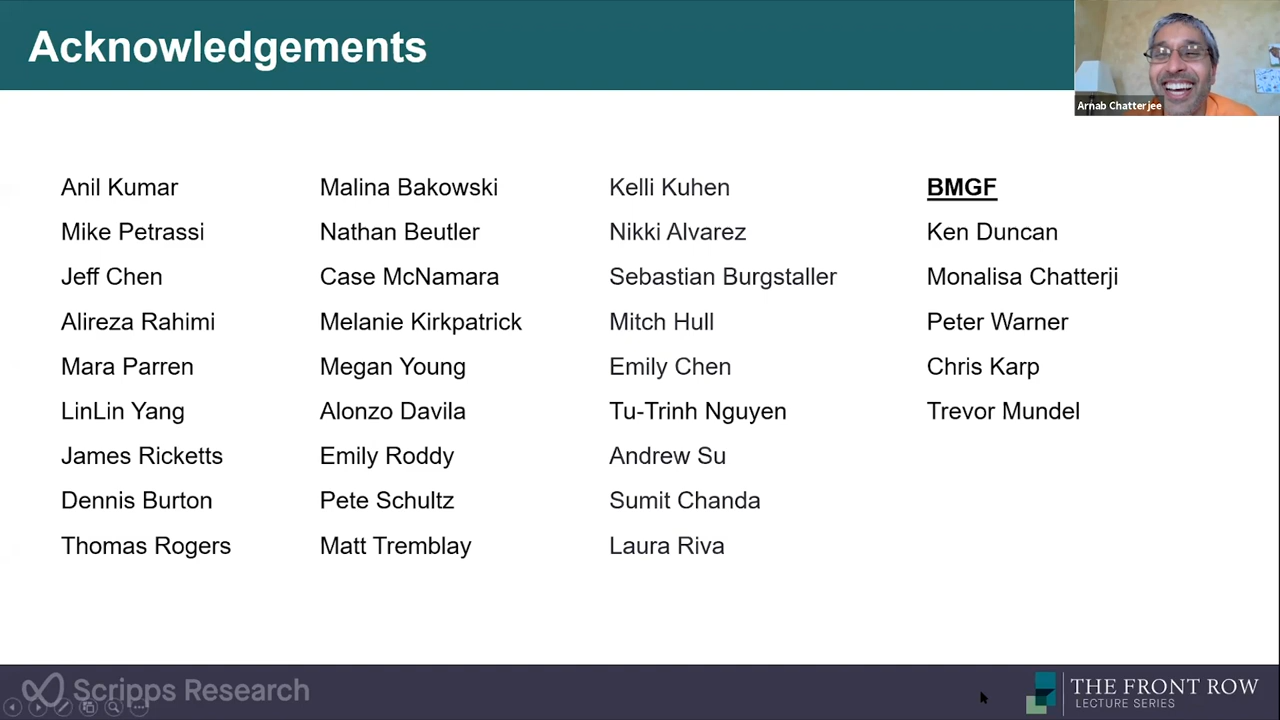 Acknowledgements
Arnab Chatterjee
Anil Kumar
Mike Petrassi
Jeff Chen
Alireza Rahimi
Mara Parren
LinLin Yang
James Ricketts
Dennis Burton
Thomas Rogers
Malina Bakowski
Nathan Beutler
Case McNamara
Melanie Kirkpatrick
Megan Young
Alonzo Davila
Emily Roddy
Pete Schultz
Matt Tremblay
Kelli Kuhen
Nikki Alvarez
Sebastian Burgstaller
Mitch Hull
Emily Chen
Tu-Trinh Nguyen
Andrew Su
Sumit Chanda
Laura Riva
BMGF
Ken Duncan
Monalisa Chatterji
Peter Warner
Chris Karp
Trevor Mundel
Scripps Research
THE FRONT ROW
LECTURE SERIES